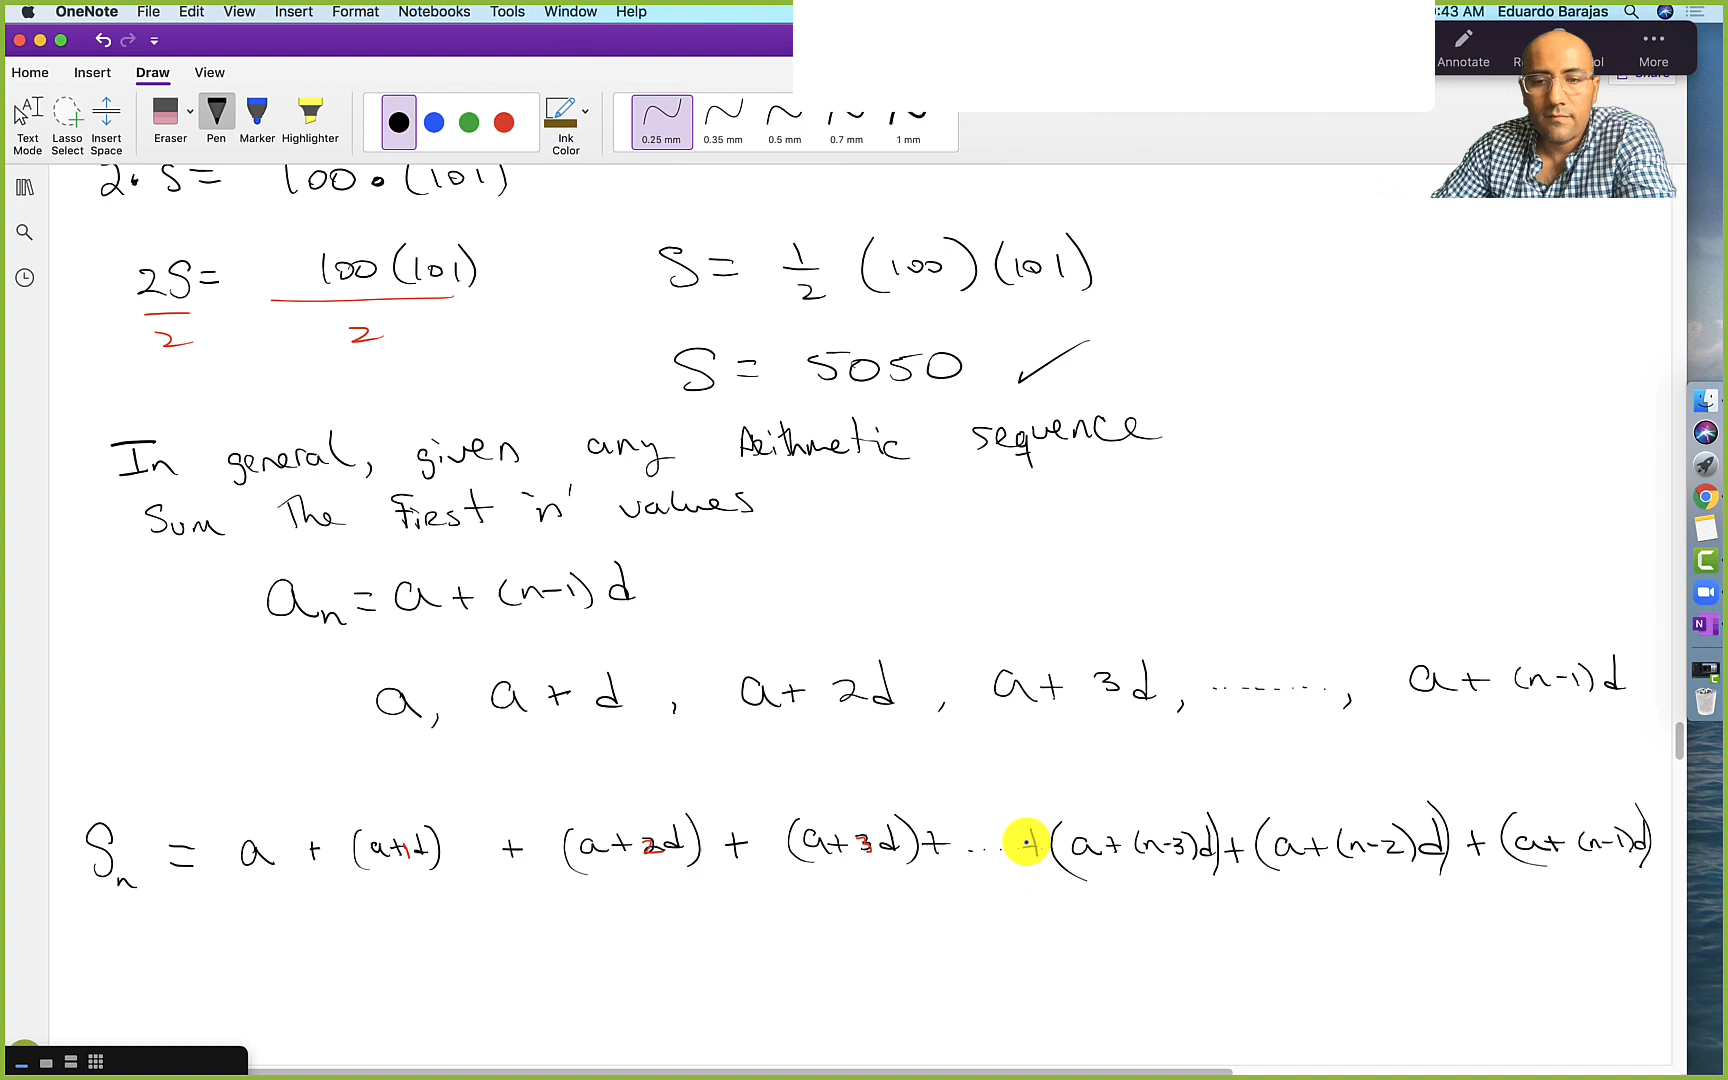 OneNote File Edit View Insert Format Notebooks Tools Window Help :43 AM Eduardo Barajas
Annotate More
Home Insert Draw View Share
Text Mode Lasso Select Insert Space Eraser Pen Marker Highlighter Ink Color 0.25 mm 0.35 mm 0.5 mm 0.7 mm 1 mm
2·S= 100·(101)
2S= 100(101) S= 1/2 (100)(101)
2 2
S= 5050 ✓
In general, given any Arithmetic sequence
Sum The First 'n' values
aₙ=a+(n-1)d
a, a+d, a+2d, a+3d, ........, a+(n-1)d
Sₙ = a + (a+1d) + (a+2d) + (a+3d)+ ....+(a+(n-3)d)+(a+(n-2)d)+(a+(n-1)d)